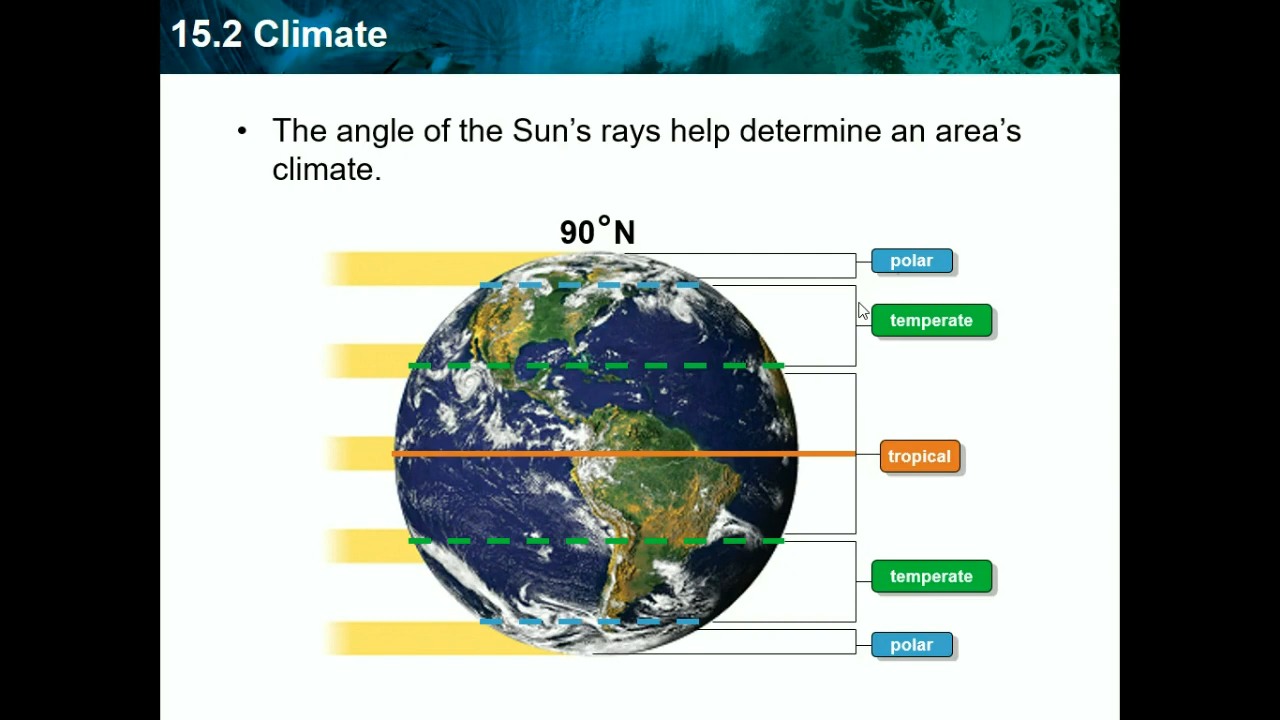 15.2 Climate
• The angle of the Sun’s rays help determine an area’s
climate.
90°N
polar
temperate
tropical
temperate
polar